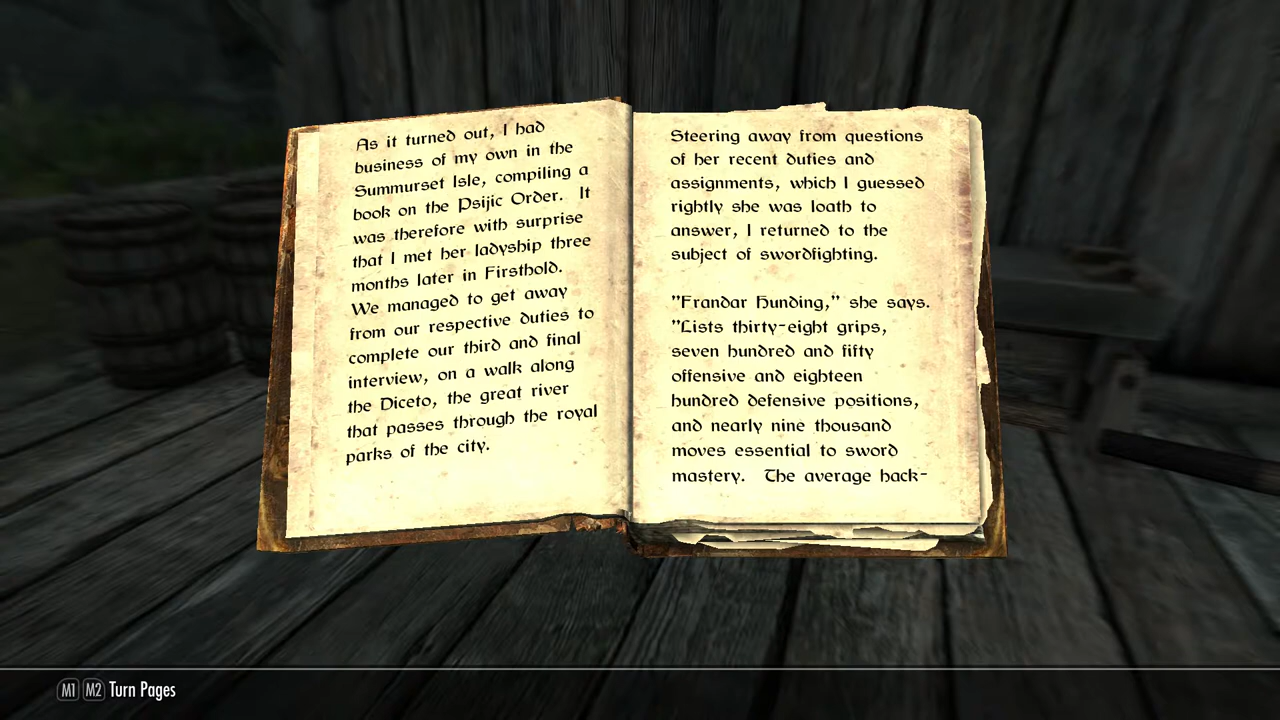 As it turned out, I had
business of my own in the
Summurset Isle, compiling a
book on the Psijic Order.  It
was therefore with surprise
that I met her ladyship three
months later in Firsthold.
We managed to get away
from our respective duties to
complete our third and final
interview, on a walk along
the Diceto, the great river
that passes through the royal
parks of the city.
Steering away from questions
of her recent duties and
assignments, which I guessed
rightly she was loath to
answer, I returned to the
subject of swordfighting.
"Frandar Hunding," she says.
"Lists thirty-eight grips,
seven hundred and fifty
offensive and eighteen
hundred defensive positions,
and nearly nine thousand
moves essential to sword
mastery.  The average hack-
M1 M2 Turn Pages